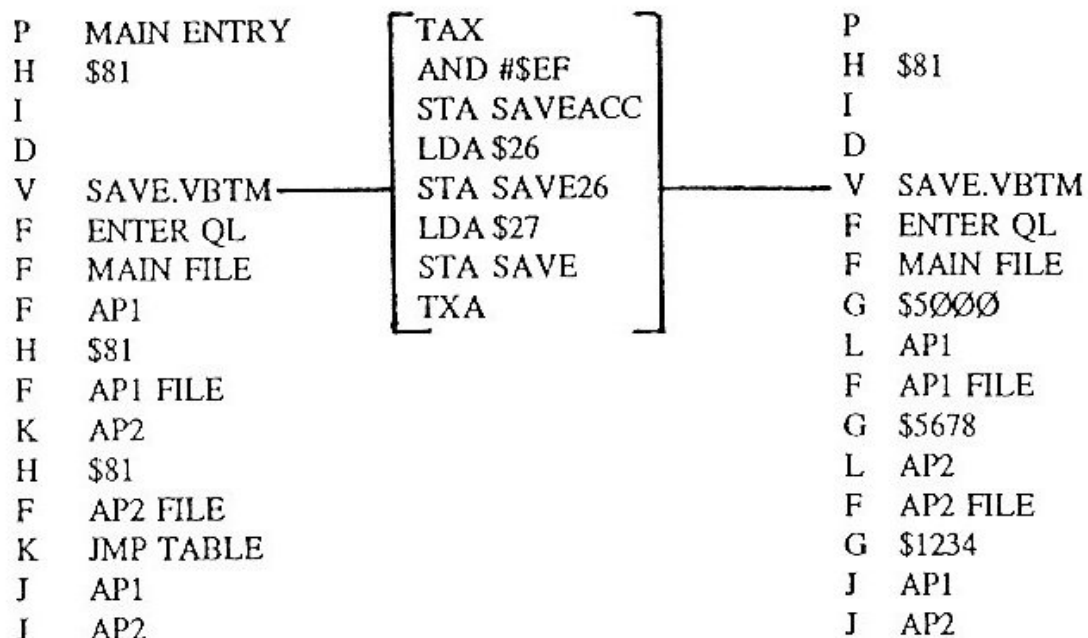 P MAIN ENTRY
H $81
I
D
V SAVE.VBTM
F ENTER QL
F MAIN FILE
F AP1
H $81
F AP1 FILE
K AP2
H $81
F AP2 FILE
K JMP TABLE
J AP1
J AP2
TAX
AND #$EF
STA SAVEACC
LDA $26
STA SAVE26
LDA $27
STA SAVE
TXA
P
H $81
I
D
V SAVE.VBTM
F ENTER QL
F MAIN FILE
G $5ØØØ
L AP1
F AP1 FILE
G $5678
L AP2
F AP2 FILE
G $1234
J AP1
J AP2